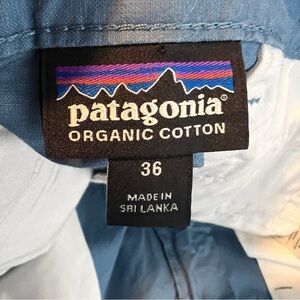 patagonia®
ORGANIC COTTON
36
MADE IN
SRI LANKA